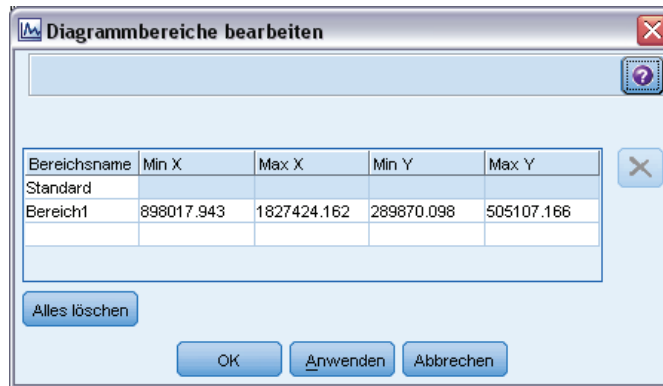 Diagrammbereiche bearbeiten
Bereichsname Min X Max X Min Y Max Y
Standard
Bereich1 898017.943 1827424.162 289870.098 505107.166
Alles löschen
OK Anwenden Abbrechen